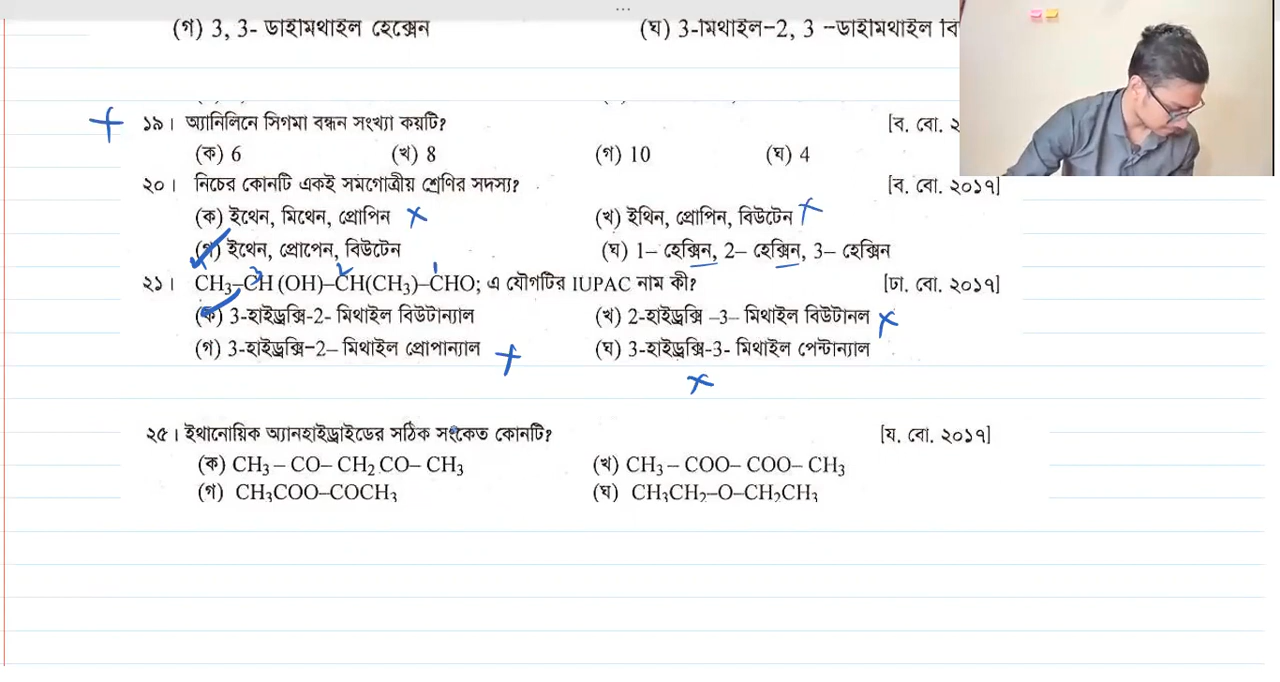 (গ) 3, 3- ডাইমিথাইল হেক্সেন (ঘ) 3-মিথাইল-2, 3 -ডাইমিথাইল
১৯। অ্যানিলিনে সিগমা বন্ধন সংখ্যা কয়টি? [ব. বো.
(ক) 6 (খ) 8 (গ) 10 (ঘ) 4
২০। নিচের কোনটি একই সমগোত্রীয় শ্রেণির সদস্য? [ব. বো. ২০১৭]
(ক) ইথেন, মিথেন, প্রোপিন (খ) ইথিন, প্রোপিন, বিউটেন
(গ) ইথেন, প্রোপেন, বিউটেন (ঘ) 1– হেক্সিন, 2– হেক্সিন, 3– হেক্সিন
3 2 1
২১। CH₃–CH (OH)–CH(CH₃)–CHO; এ যৌগটির IUPAC নাম কী? [ঢা. বো. ২০১৭]
(ক) 3-হাইড্রক্সি-2- মিথাইল বিউটান্যাল (খ) 2-হাইড্রক্সি –3– মিথাইল বিউটানল
(গ) 3-হাইড্রক্সি-2– মিথাইল প্রোপান্যাল (ঘ) 3-হাইড্রক্সি-3- মিথাইল পেন্টান্যাল
২৫। ইথানোয়িক অ্যানহাইড্রাইডের সঠিক সংকেত কোনটি? [য. বো. ২০১৭]
(ক) CH₃ – CO– CH₂ CO– CH₃ (খ) CH₃ – COO– COO– CH₃
(গ) CH₃COO–COCH₃ (ঘ) CH₃CH₂–O–CH₂CH₃